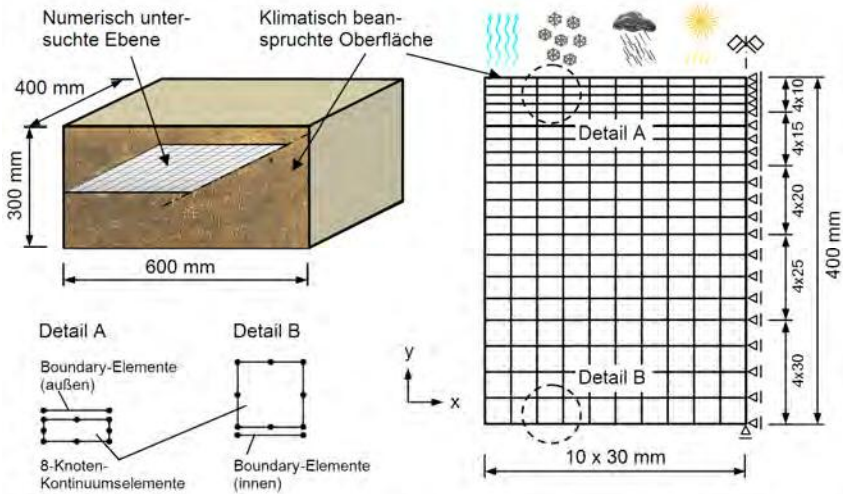 Numerisch unter-
suchte Ebene
Klimatisch bean-
spruchte Oberfläche
400 mm
300 mm
600 mm
Detail A
4x10
4x15
4x20
4x25
4x30
400 mm
Detail B
10 x 30 mm
y
x
Detail A
Boundary-Elemente
(außen)
8-Knoten-
Kontinuumselemente
Detail B
Boundary-Elemente
(innen)